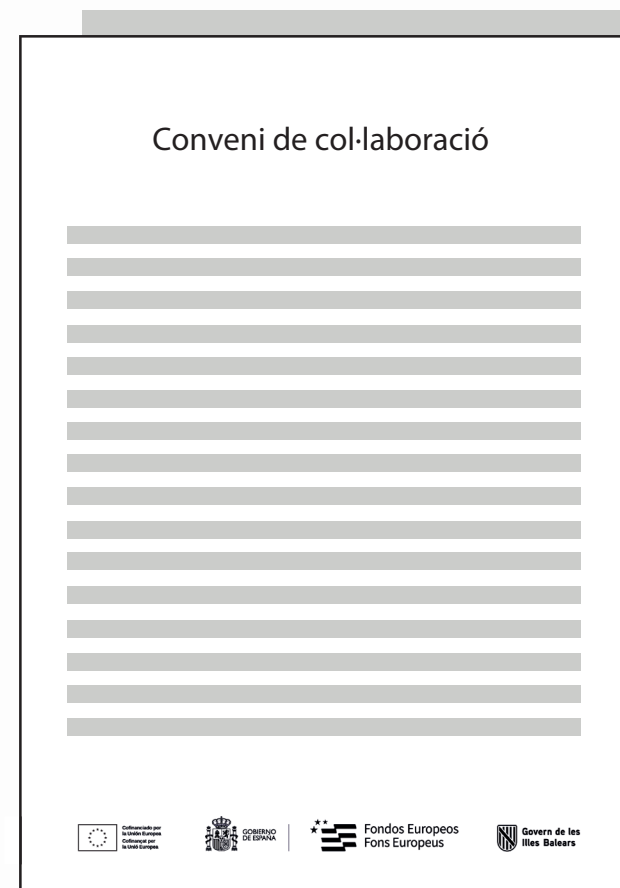 Conveni de col·laboració
Cofinanciado por
la Unión Europea
Cofinançat per
la Unió Europea
GOBIERNO
DE ESPAÑA
Fondos Europeos
Fons Europeus
Govern de les
Illes Balears